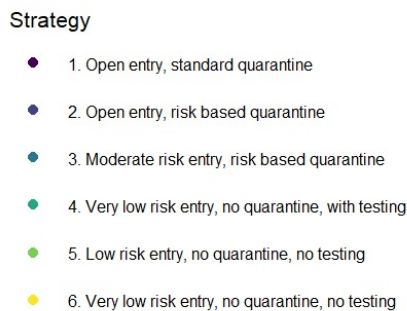 Strategy
1. Open entry, standard quarantine
2. Open entry, risk based quarantine
3. Moderate risk entry, risk based quarantine
4. Very low risk entry, no quarantine, with testing
5. Low risk entry, no quarantine, no testing
6. Very low risk entry, no quarantine, no testing